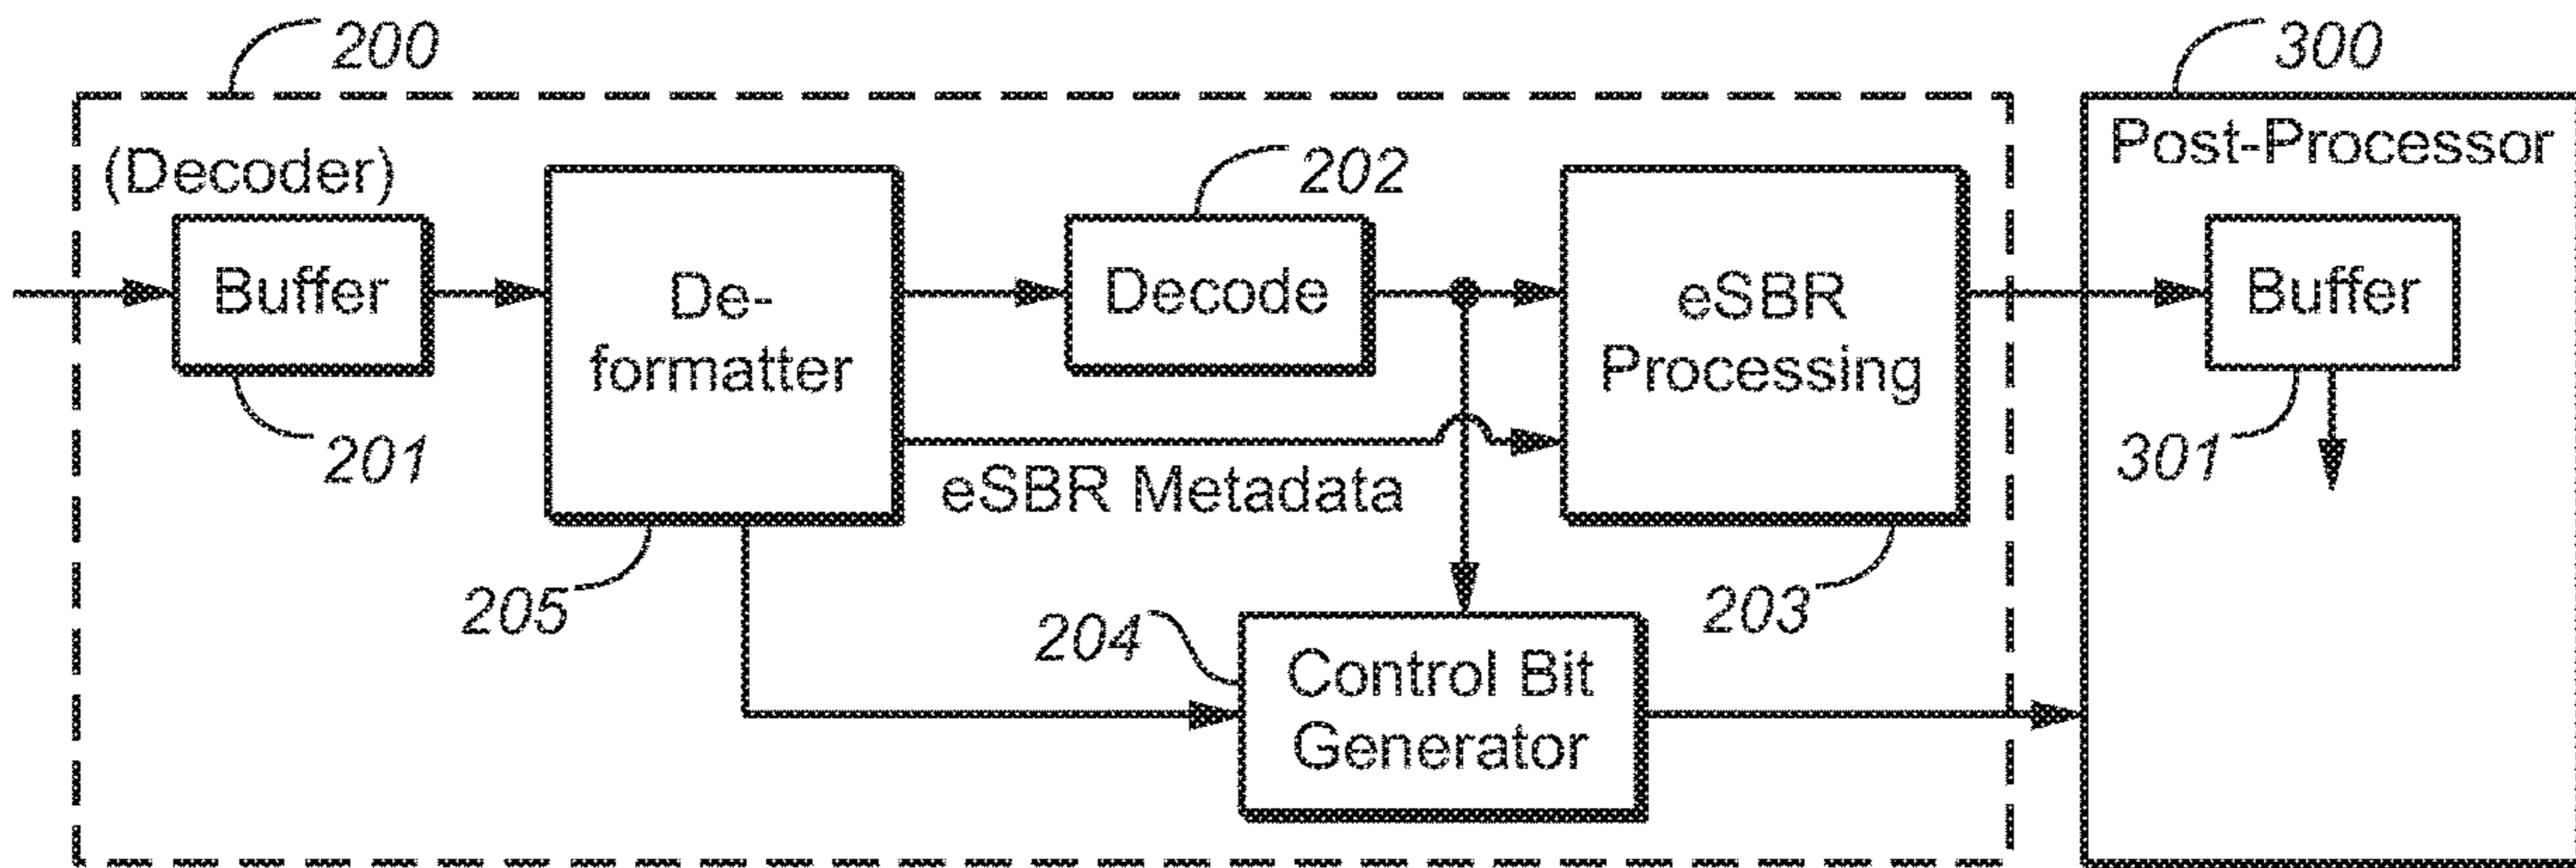 200
300
(Decoder)
Post-Processor
202
Buffer
De-
formatter
Decode
eSBR
Processing
Buffer
201
eSBR Metadata
301
205
204
203
Control Bit
Generator